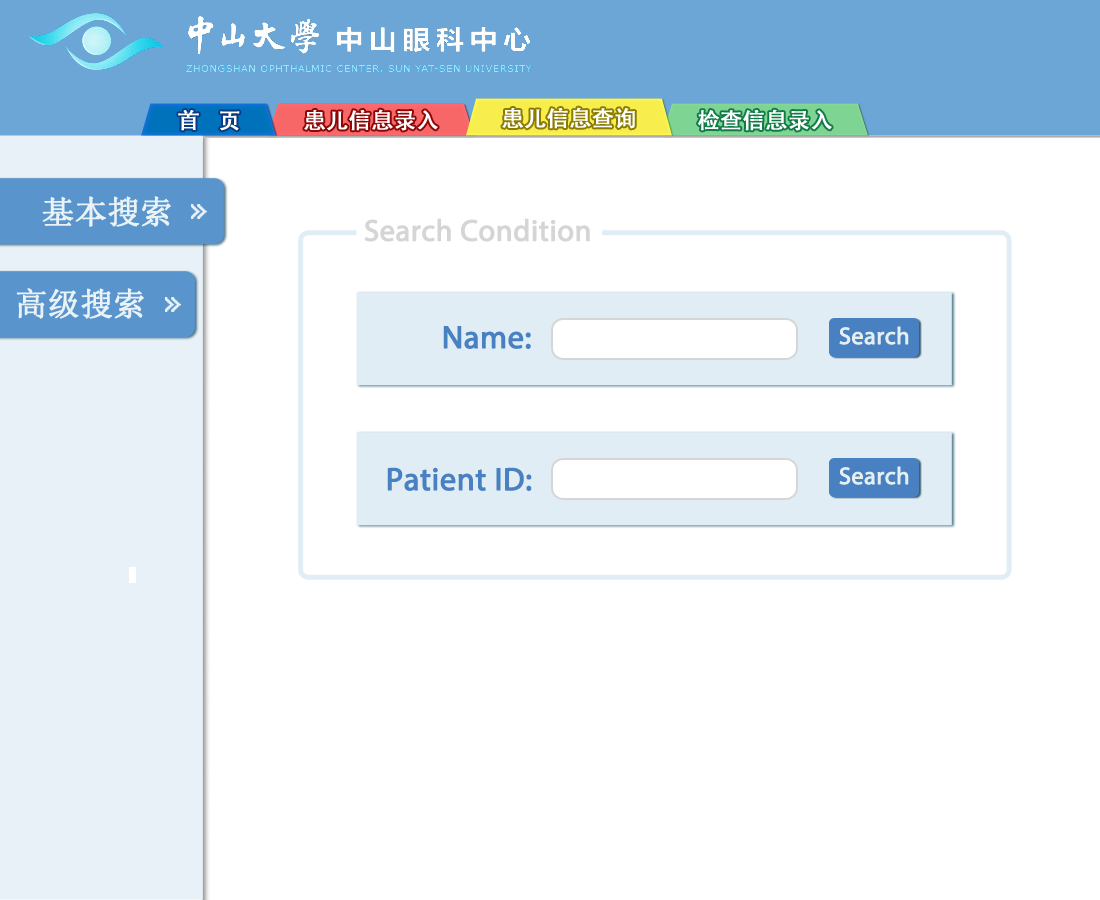 中山大學 中山眼科中心
ZHONGSHAN OPHTHALMIC CENTER, SUN YAT-SEN UNIVERSITY
首 页 患儿信息录入 患儿信息查询 检查信息录入
基本搜索 »
高级搜索 »
Search Condition
Name: Search
Patient ID: Search